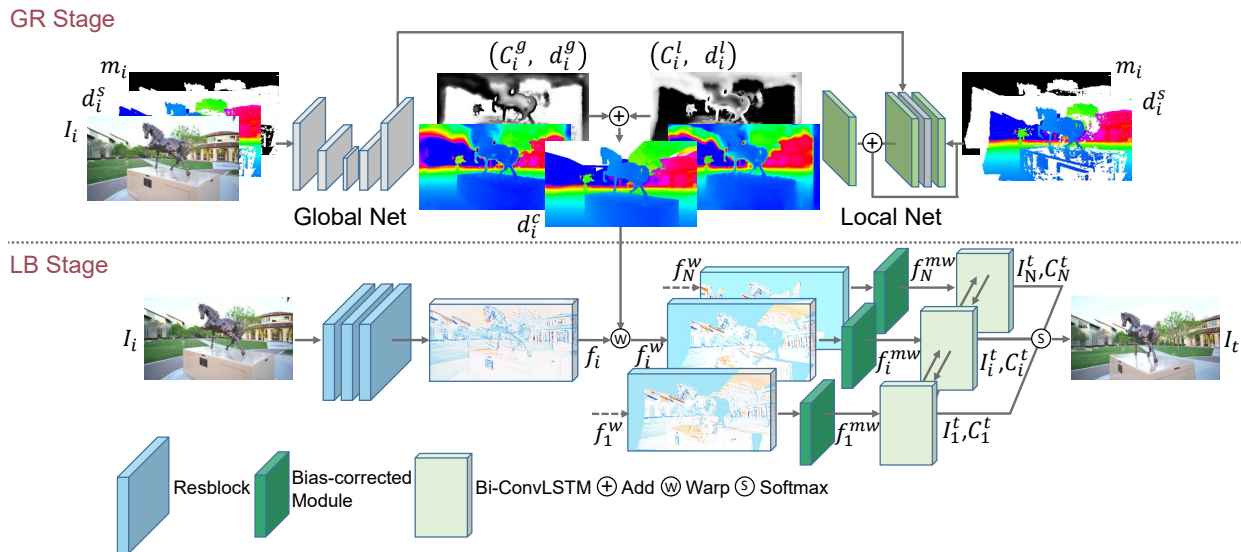 GR Stage
m_i
d_i^s
I_i
Global Net
(C_i^g, d_i^g)
(C_i^l, d_i^l)
d_i^c
Local Net
m_i
d_i^s
LB Stage
I_i
f_i
W
f_i^w
f_N^w
f_1^w
f_N^{mw}
f_i^{mw}
f_1^{mw}
I_N^t,C_N^t
I_i^t,C_i^t
I_1^t,C_1^t
S
I_t
Resblock
Bias-corrected
Module
Bi-ConvLSTM
+ Add
W Warp
S Softmax